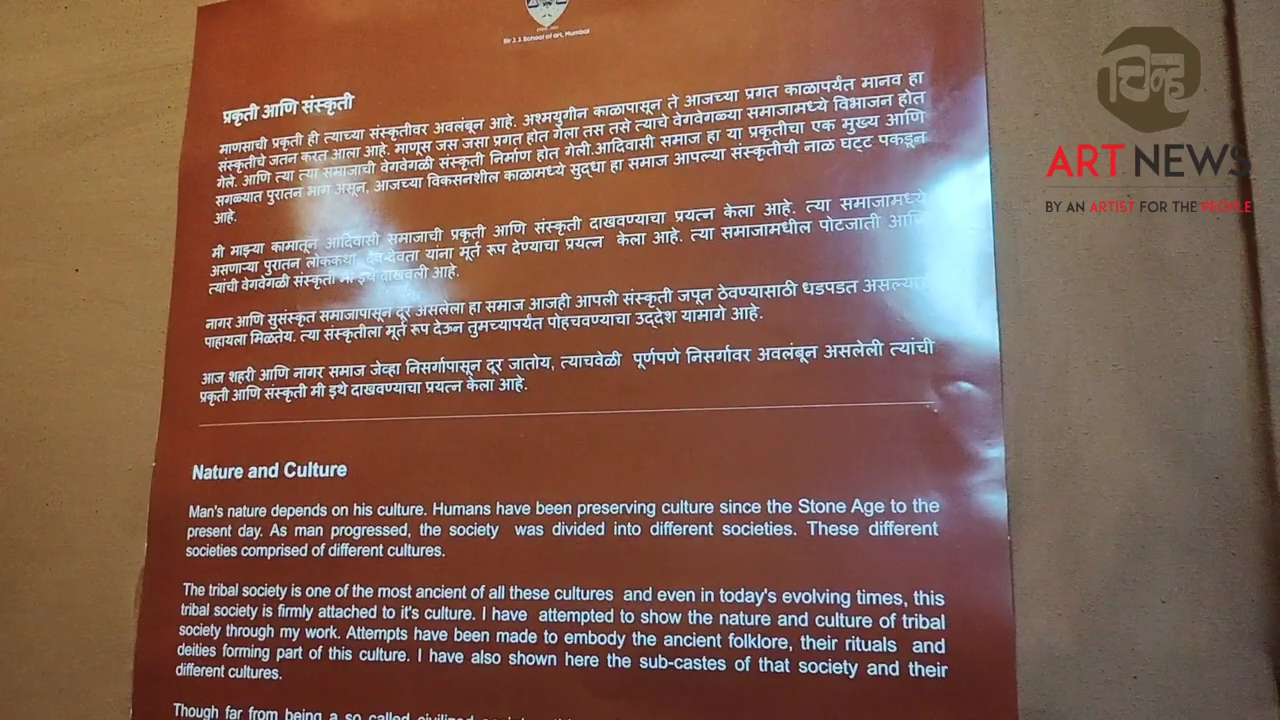 Sir J. J. School of art, Mumbai
चिन्ह
ART NEWS
BY AN ARTIST FOR THE PEOPLE
प्रकृती आणि संस्कृती
माणसाची प्रकृती ही त्याच्या संस्कृतीवर अवलंबून आहे. अश्मयुगीन काळापासून ते आजच्या प्रगत काळापर्यंत मानव हा
संस्कृतीचे जतन करत आला आहे. माणूस जस जसा प्रगत होत गेला तस तसे त्याचे वेगवेगळ्या समाजामध्ये विभाजन होत
गेले. आणि त्या त्या समाजाची वेगवेगळी संस्कृती निर्माण होत गेली.आदिवासी समाज हा या प्रकृतीचा एक मुख्य आणि
सगळ्यात पुरातन भाग असून, आजच्या विकसनशील काळामध्ये सुद्धा हा समाज आपल्या संस्कृतीची नाळ घट्ट पकडून
आहे.
मी माझ्या कामातून आदिवासी समाजाची प्रकृती आणि संस्कृती दाखवण्याचा प्रयत्न केला आहे. त्या समाजामध्ये
असणाऱ्या पुरातन लोककथा, देव-देवता यांना मूर्त रूप देण्याचा प्रयत्न केला आहे. त्या समाजामधील पोटजाती आणि
त्यांची वेगवेगळी संस्कृती मी इथे दाखवली आहे.
नागर आणि सुसंस्कृत समाजापासून दूर असलेला हा समाज आजही आपली संस्कृती जपून ठेवण्यासाठी धडपडत
पाहायला मिळतेय. त्या संस्कृतीला मूर्त रूप देऊन तुमच्यापर्यंत पोहचवण्याचा उद्देश यामागे आहे.
आज शहरी आणि नागर समाज जेव्हा निसर्गापासून दूर जातोय, त्याचवेळी पूर्णपणे निसर्गावर अवलंबून असलेली त्यांची
प्रकृती आणि संस्कृती मी इथे दाखवण्याचा प्रयत्न केला आहे.
Nature and Culture
Man's nature depends on his culture. Humans have been preserving culture since the Stone Age to the
present day. As man progressed, the society was divided into different societies. These different
societies comprised of different cultures.
The tribal society is one of the most ancient of all these cultures and even in today's evolving times, this
tribal society is firmly attached to it's culture. I have attempted to show the nature and culture of tribal
society through my work. Attempts have been made to embody the ancient folklore, their rituals and
deities forming part of this culture. I have also shown here the sub-castes of that society and their
different cultures.
Though far from being a so called civilized